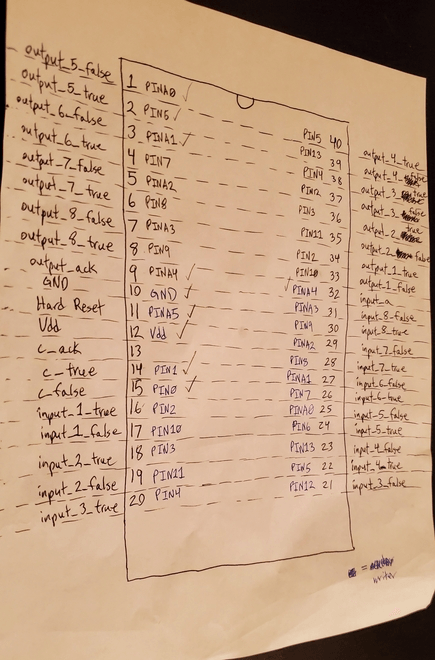 output_5_false
output_5_true
output_6_false
output_6_true
output_7_false
output_7_true
output_8_false
output_8_true
output_ack
GND
Hard Reset
Vdd
c_ack
c_true
c_false
input_1_true
input_1_false
input_2_true
input_2_false
input_3_true
1 PINA0 ✓
2 PIN5 ✓
3 PINA1 ✓
4 PIN7
5 PINA2
6 PIN8
7 PINA3
8 PIN9
9 PINA4 ✓
10 GND ✓
11 PINA5 ✓
12 Vdd ✓
13
14 PIN1 ✓
15 PIN0 ✓
16 PIN2
17 PIN10
18 PIN3
19 PIN11
20 PIN4
PIN5 40
PIN13 39
PIN4 38
PIN12 37
PIN3 36
PIN11 35
PIN2 34
PIN10 33
✓ PINA4 32
PINA3 31
PIN9 30
PINA2 29
PIN8 28
PINA1 27
PIN7 26
PINA0 25
PIN6 24
PIN13 23
PIN5 22
PIN12 21
output_4_true
output_4_false
output_3_true
output_3_false
output_2_true
output_2_false
output_1_true
output_1_false
input_a
input_8_false
input_8_true
input_7_false
input_7_true
input_6_false
input_6_true
input_5_false
input_5_true
input_4_false
input_4_true
input_3_false
=
writer